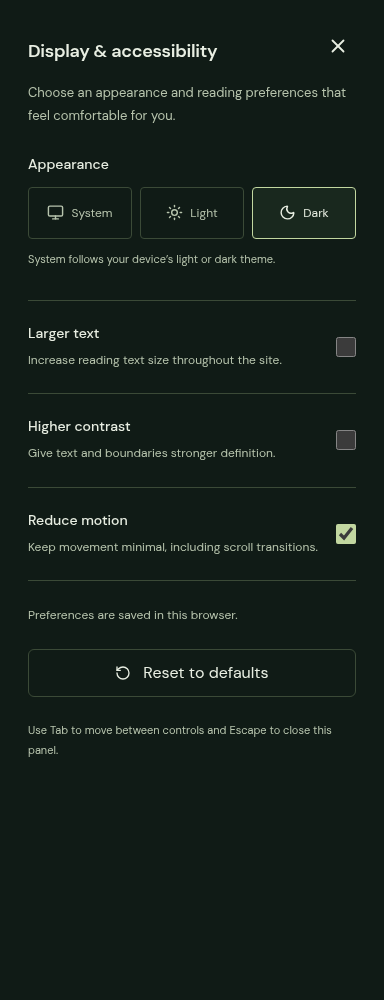 Display & accessibility
Choose an appearance and reading preferences that
feel comfortable for you.
Appearance
System
Light
Dark
System follows your device's light or dark theme.
Larger text
Increase reading text size throughout the site.
Higher contrast
Give text and boundaries stronger definition.
Reduce motion
Keep movement minimal, including scroll transitions.
Preferences are saved in this browser.
Reset to defaults
Use Tab to move between controls and Escape to close this
panel.